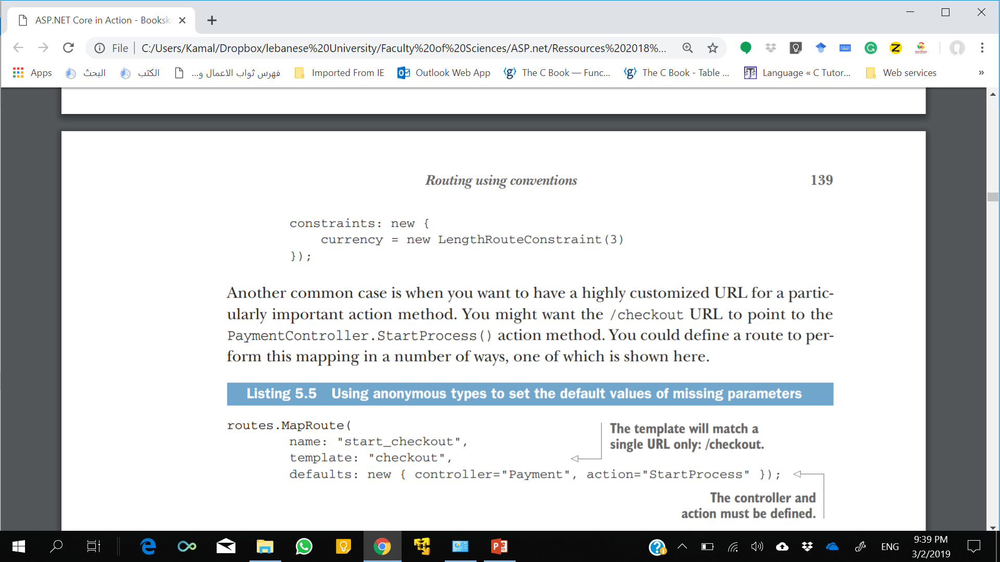 ASP.NET Core in Action - Booksk
File
C:/Users/Kamal/Dropbox/lebanese%20University/Faculty%20of%20Sciences/ASP.net/Ressources%202018%...
Apps
البحث
الكتب
فهرس ثواب الاعمال و...
Imported From IE
Outlook Web App
The C Book — Func...
The C Book - Table ...
Language « C Tutor...
Web services
»
Routing using conventions
139
constraints: new {
currency = new LengthRouteConstraint(3)
});
Another common case is when you want to have a highly customized URL for a partic-
ularly important action method. You might want the /checkout URL to point to the
PaymentController.StartProcess() action method. You could define a route to per-
form this mapping in a number of ways, one of which is shown here.
Listing 5.5 Using anonymous types to set the default values of missing parameters
routes.MapRoute(
name: "start_checkout",
template: "checkout",
defaults: new { controller="Payment", action="StartProcess" });
The template will match a
single URL only: /checkout.
The controller and
action must be defined.
ENG
9:39 PM
3/2/2019